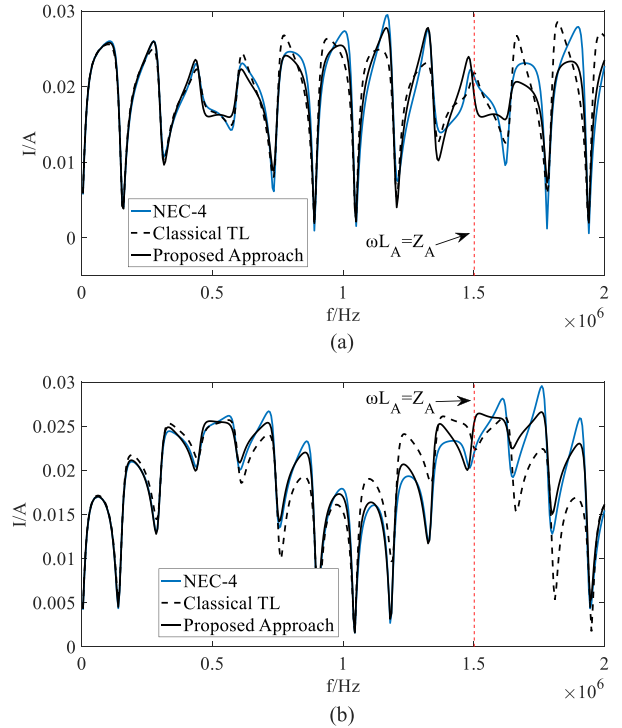 0.03
0.02
0.01
0
I/A
NEC-4
Classical TL
Proposed Approach
ωL_A=Z_A
0
0.5
1
1.5
2
f/Hz
×10^6
(a)
0.03
0.025
0.02
0.015
0.01
0.005
0
I/A
ωL_A=Z_A
NEC-4
Classical TL
Proposed Approach
0
0.5
1
1.5
2
f/Hz
×10^6
(b)